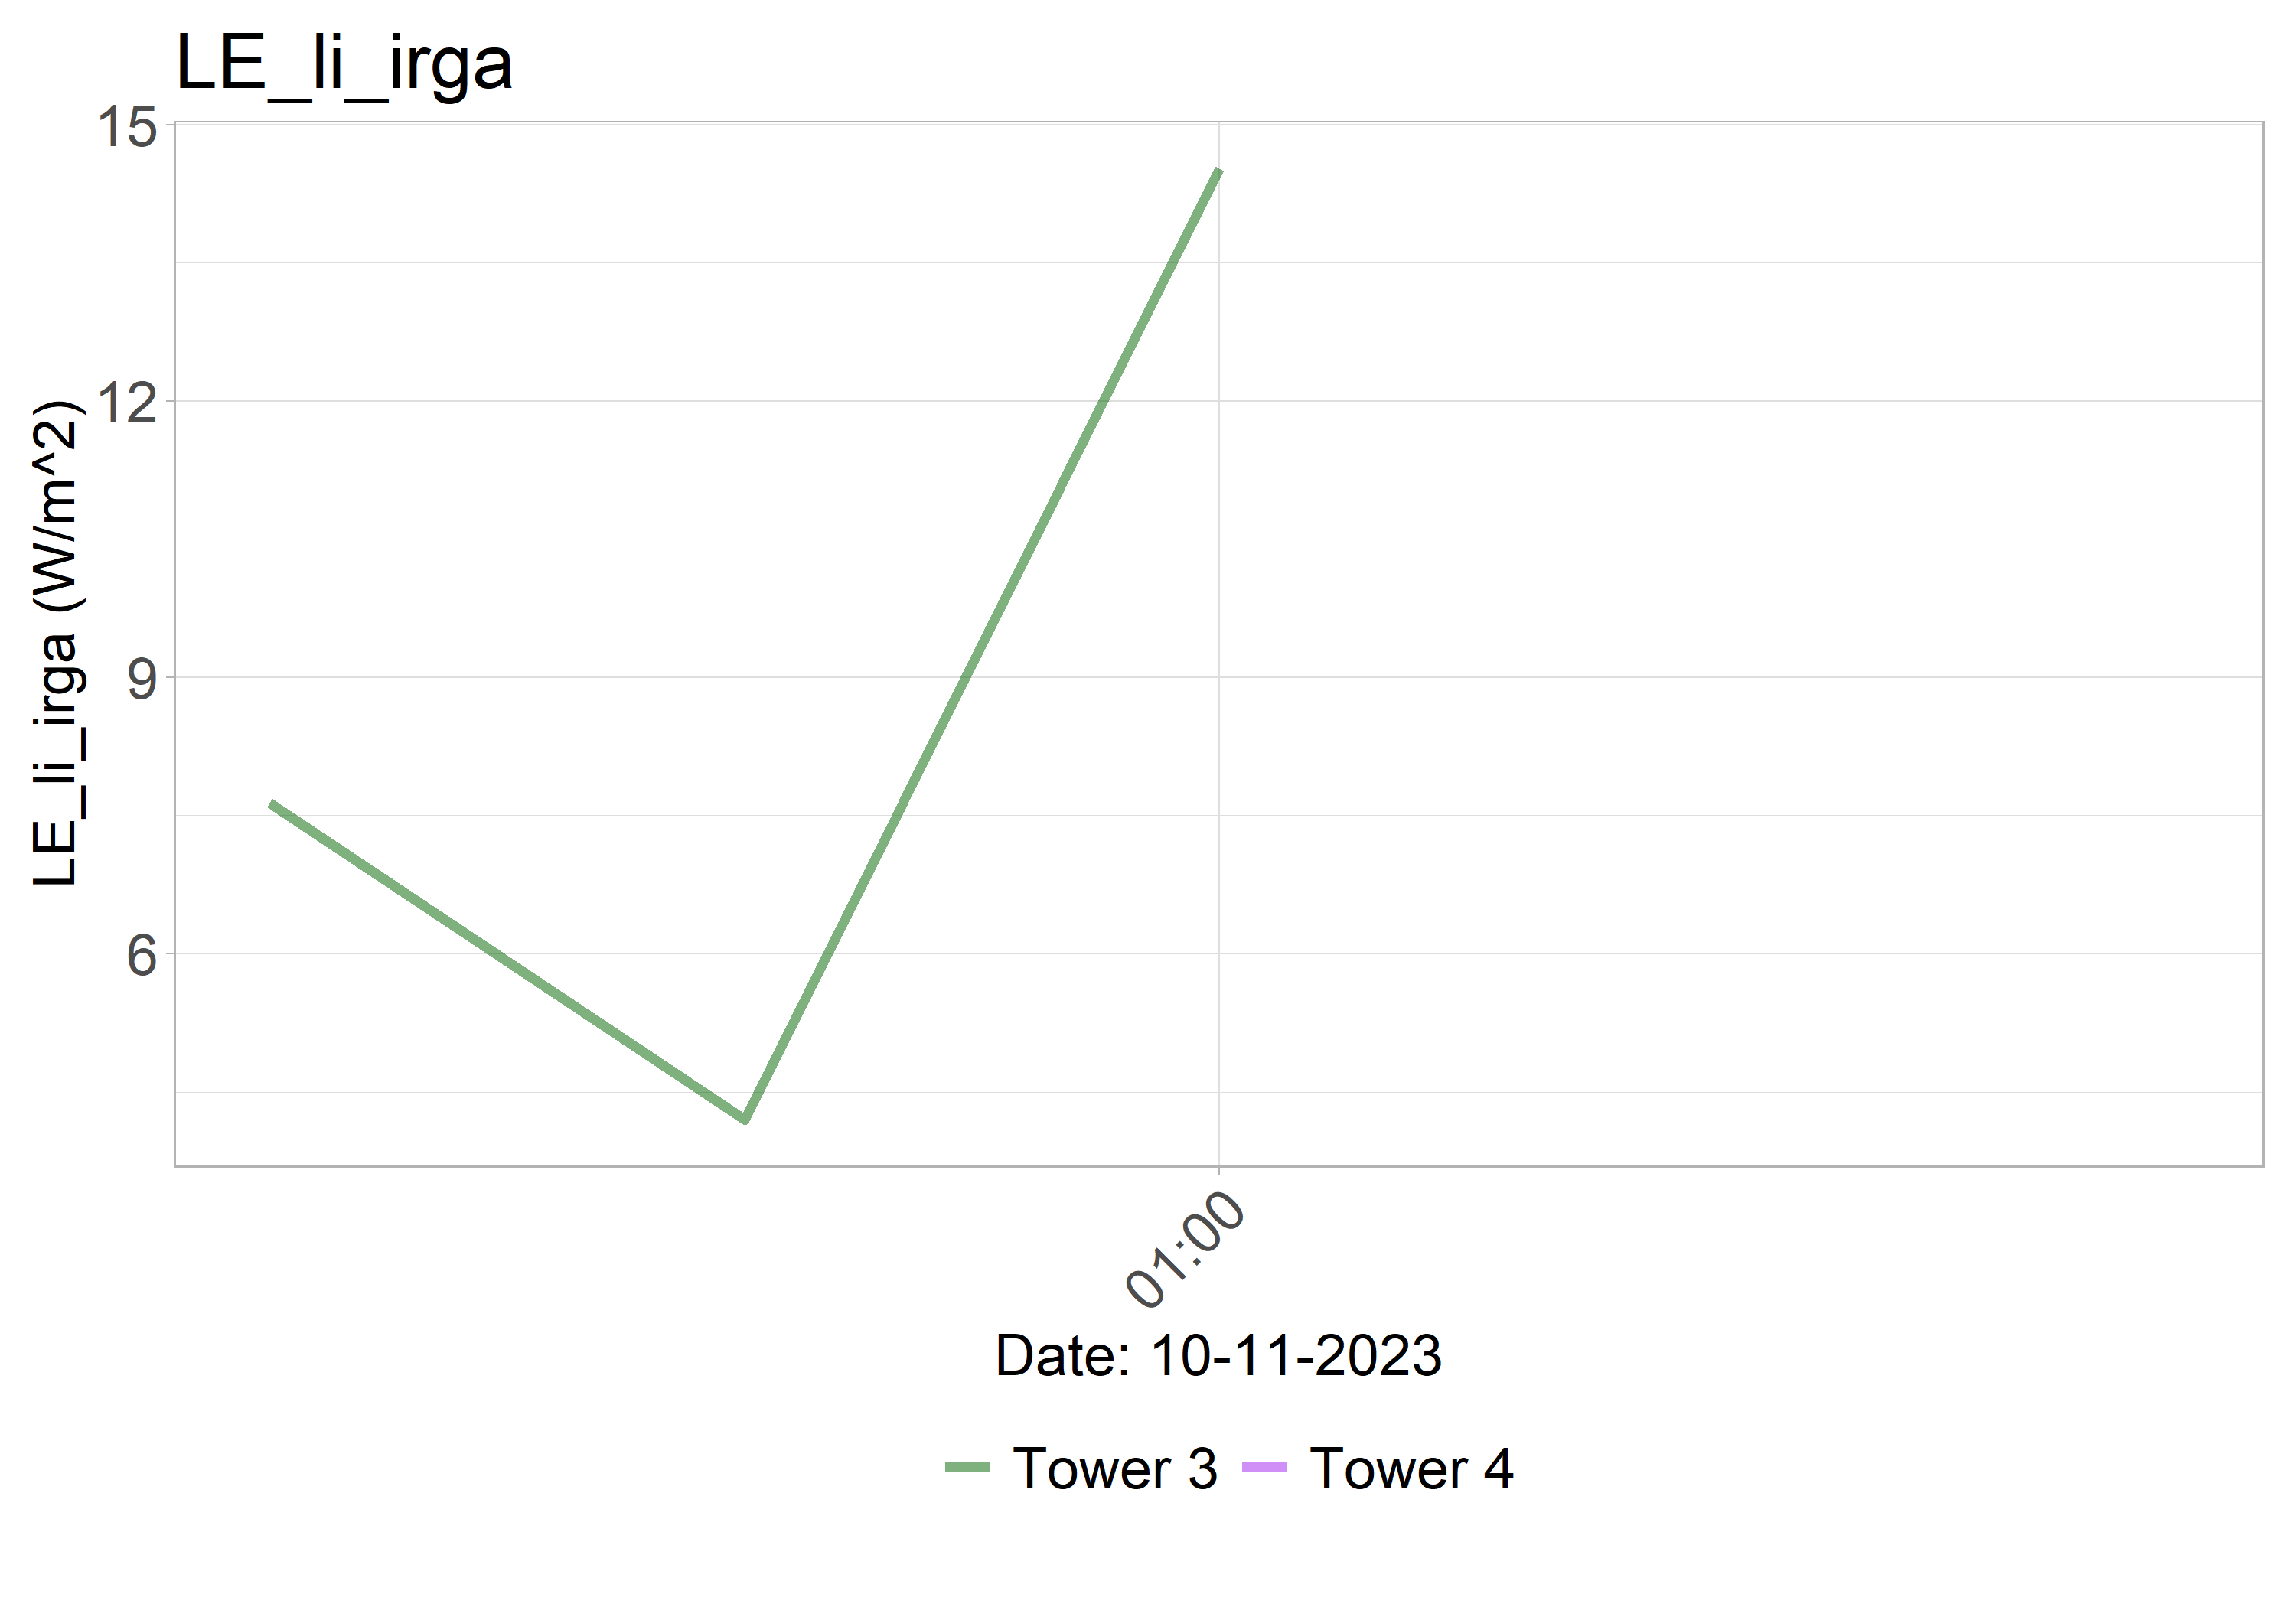 LE_li_irga
15
12
9
6
LE_li_irga (W/m^2)
01:00
Date: 10-11-2023
Tower 3 Tower 4